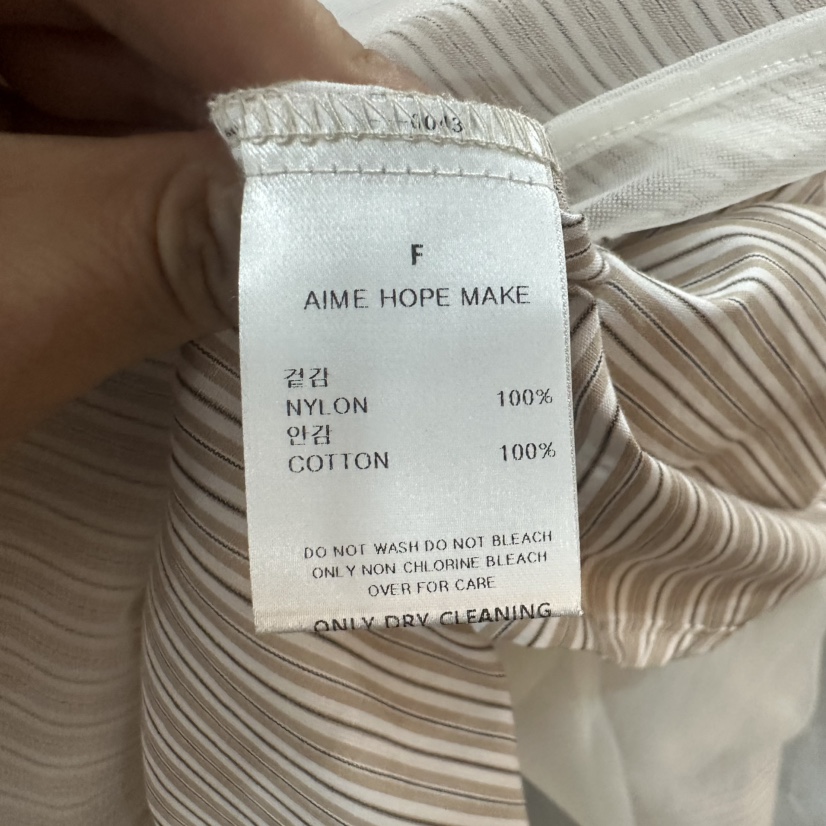 F
AIME HOPE MAKE
겉감
NYLON 100%
안감
COTTON 100%
DO NOT WASH DO NOT BLEACH
ONLY NON CHLORINE BLEACH
OVER FOR CARE
ONLY DRY CLEANING